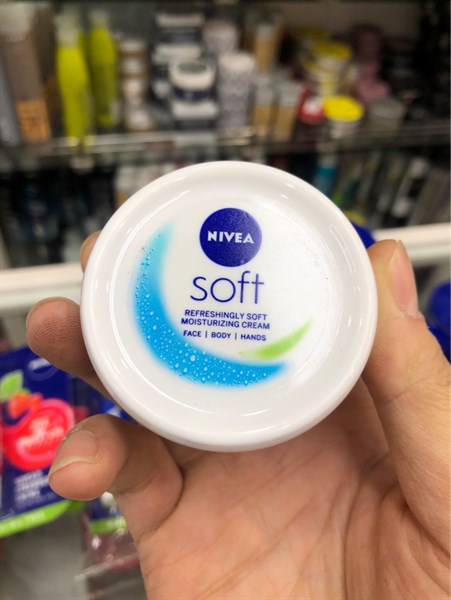 NIVEA
soft
REFRESHINGLY SOFT
MOISTURIZING CREAM
FACE | BODY | HANDS